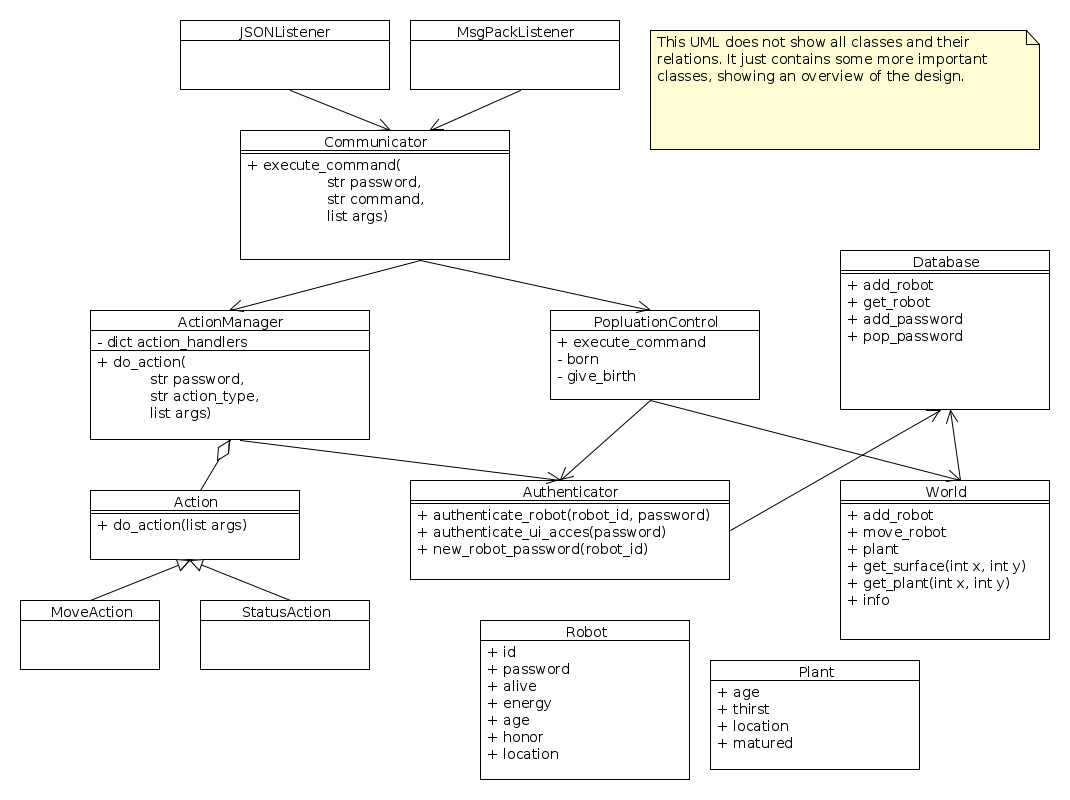 JSONListener
MsgPackListener
This UML does not show all classes and their
relations. It just contains some more important
classes, showing an overview of the design.
Communicator
+ execute_command(
str password,
str command,
list args)
Database
+ add_robot
+ get_robot
+ add_password
+ pop_password
ActionManager
- dict action_handlers
+ do_action(
str password,
str action_type,
list args)
PopluationControl
+ execute_command
- born
- give_birth
Action
+ do_action(list args)
Authenticator
+ authenticate_robot(robot_id, password)
+ authenticate_ui_acces(password)
+ new_robot_password(robot_id)
World
+ add_robot
+ move_robot
+ plant
+ get_surface(int x, int y)
+ get_plant(int x, int y)
+ info
MoveAction
StatusAction
Robot
+ id
+ password
+ alive
+ energy
+ age
+ honor
+ location
Plant
+ age
+ thirst
+ location
+ matured